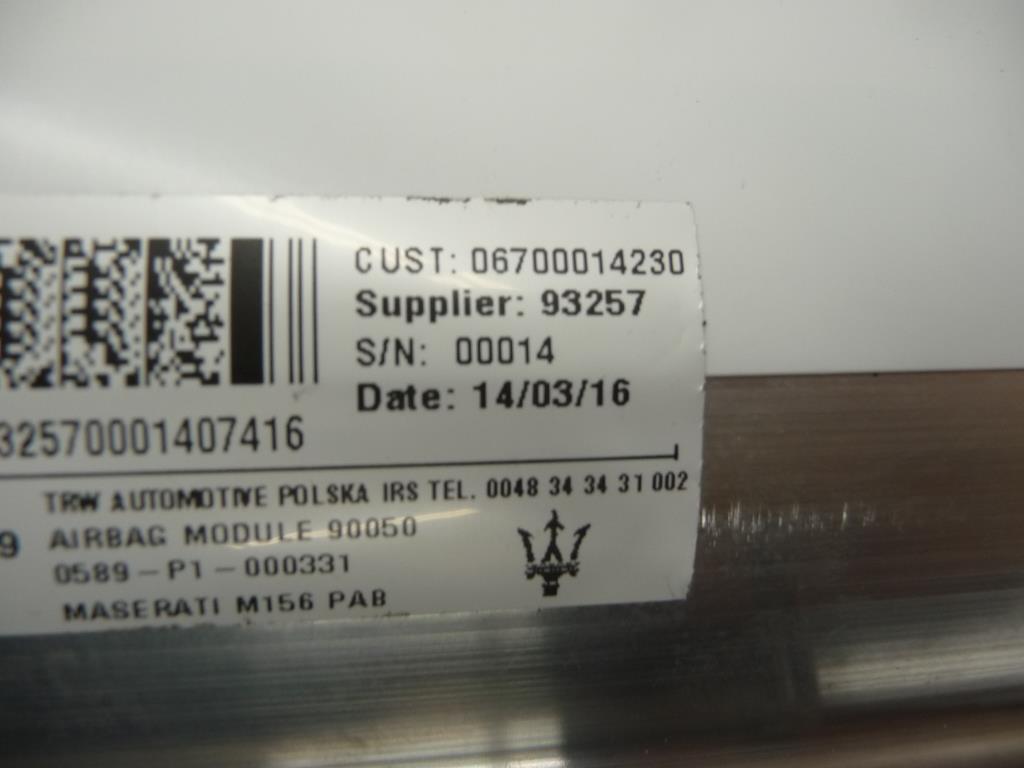 CUST: 06700014230
Supplier: 93257
S/N: 00014
Date: 14/03/16
32570001407416
TRW AUTOMOTIVE POLSKA IRS TEL. 0048 34 34 31 002
9 AIRBAG MODULE 90050
0589-P1-000331
MASERATI M156 PAB